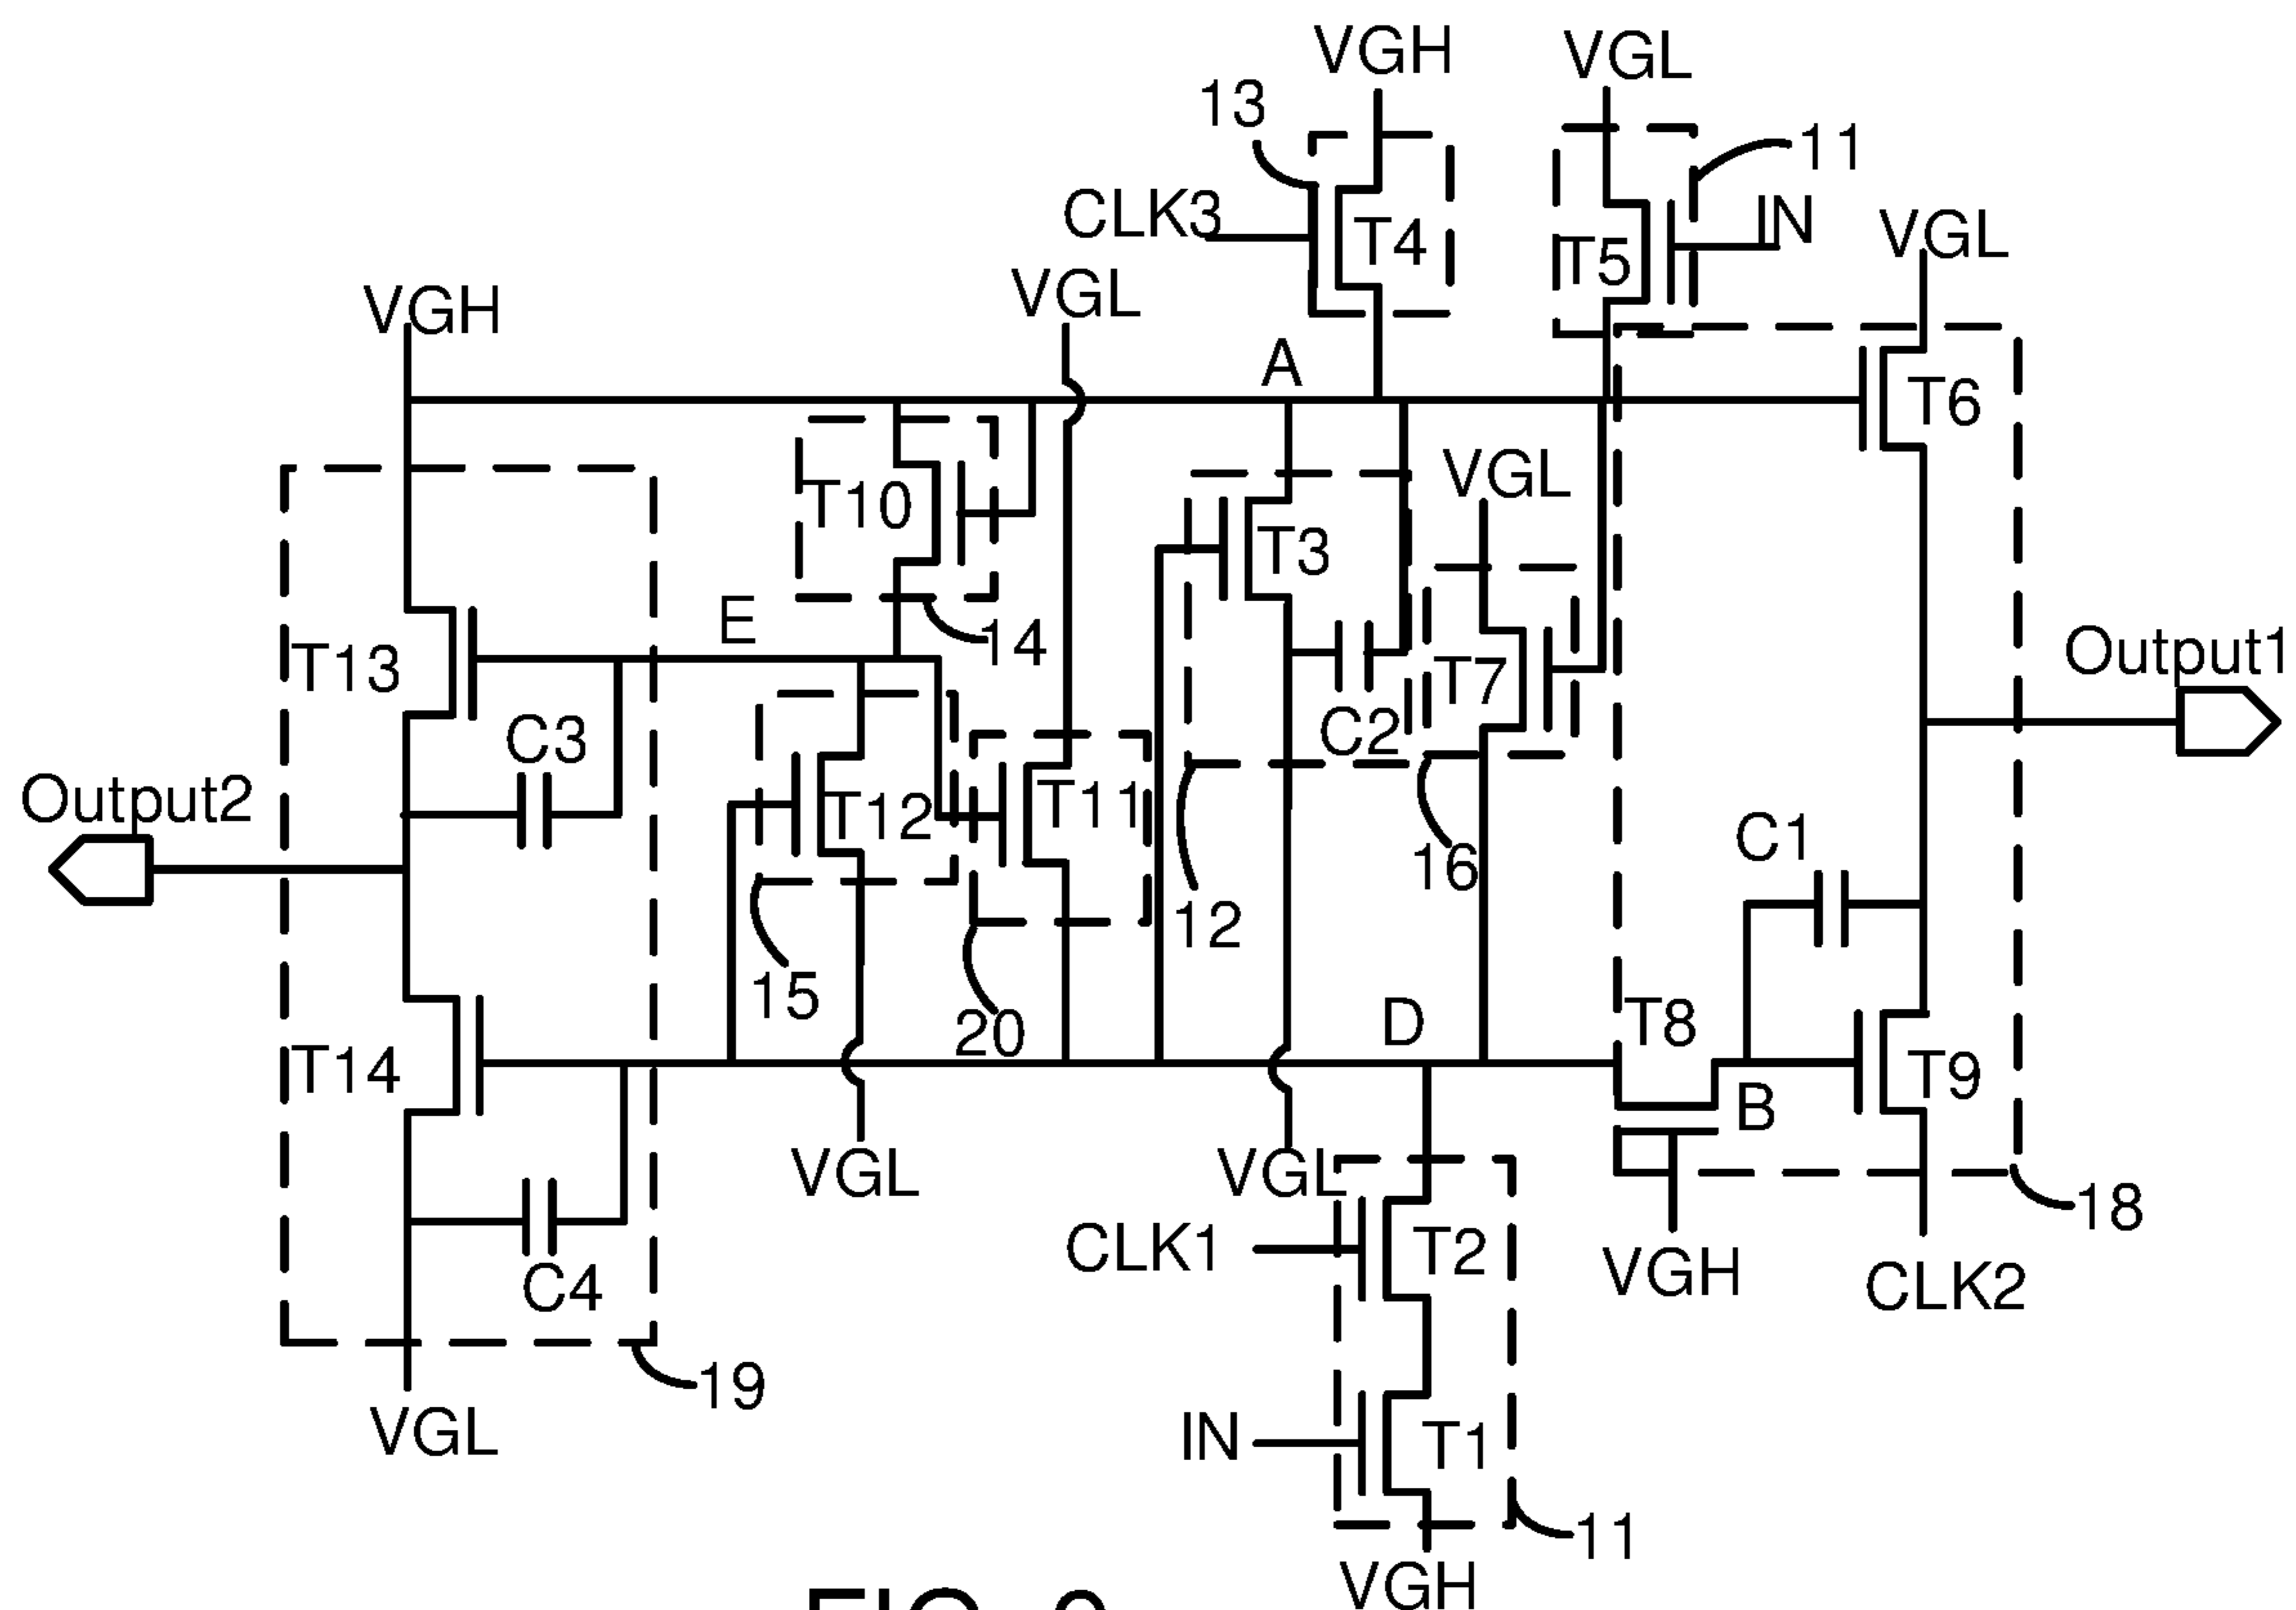 VGH
VGL
13
11
CLK3
T4
IN
T5
VGL
VGL
VGH
A
T6
T10
VGL
T3
E
14
T13
T7
Output1
C3
C2
Output2
T12
T11
C1
16
12
15
20
D
T8
T14
T9
B
VGL
VGL
18
CLK1
T2
VGH
CLK2
C4
19
VGL
IN
T1
11
VGH